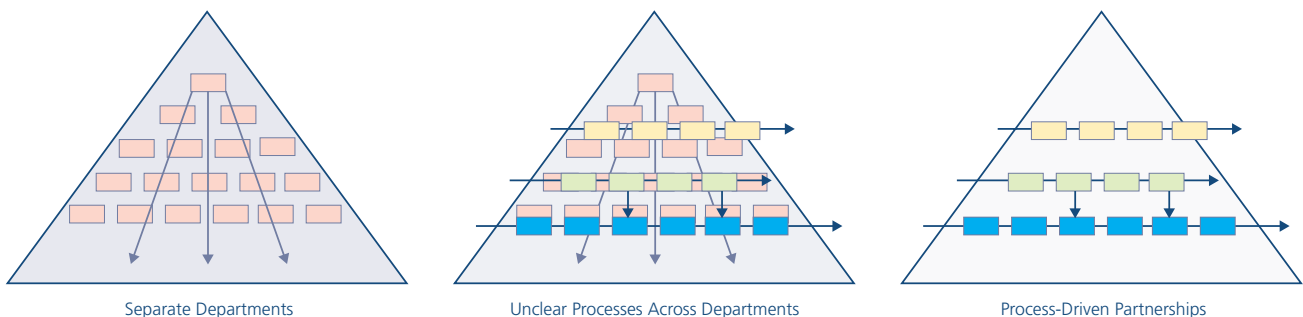 Separate Departments
Unclear Processes Across Departments
Process-Driven Partnerships